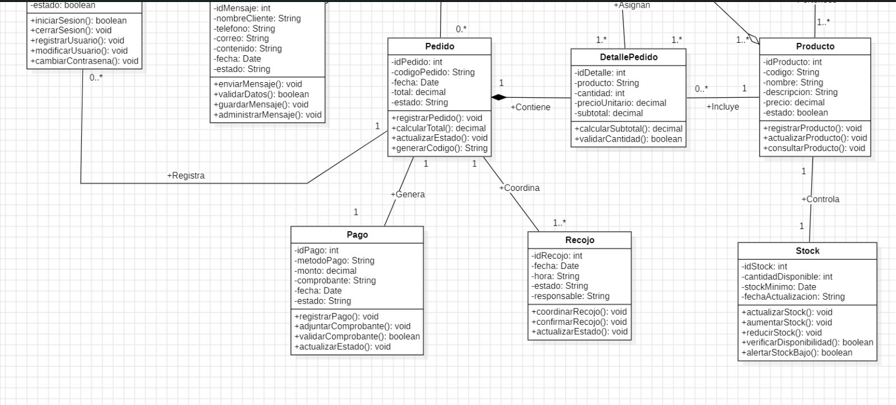 -estado: boolean
+iniciarSesion(): boolean
+cerrarSesion(): void
+registrarUsuario(): void
+modificarUsuario(): void
+cambiarContrasena(): void
0..*
-idMensaje: int
-nombreCliente: String
-telefono: String
-correo: String
-contenido: String
-fecha: Date
-estado: String
+enviarMensaje(): void
+validarDatos(): boolean
+guardarMensaje(): void
+administrarMensaje(): void
0..*
Pedido
-idPedido: int
-codigoPedido: String
-fecha: Date
-total: decimal
-estado: String
+registrarPedido(): void
+calcularTotal(): decimal
+actualizarEstado(): void
+generarCodigo(): String
1
+Contiene
+Asignan
1..*
1..*
DetallePedido
-idDetalle: int
-producto: String
-cantidad: int
-precioUnitario: decimal
-subtotal: decimal
+calcularSubtotal(): decimal
+validarCantidad(): boolean
0..*
1
+Incluye
1..*
1..*
Producto
-idProducto: int
-codigo: String
-nombre: String
-descripcion: String
-precio: decimal
-estado: boolean
+registrarProducto(): void
+actualizarProducto(): void
+consultarProducto(): void
1
+Registra
1
+Genera
1
1
+Coordina
1..*
1
+Controla
1
Pago
-idPago: int
-metodoPago: String
-monto: decimal
-comprobante: String
-fecha: Date
-estado: String
+registrarPago(): void
+adjuntarComprobante(): void
+validarComprobante(): boolean
+actualizarEstado(): void
Recojo
-idRecojo: int
-fecha: Date
-hora: String
-estado: String
-responsable: String
+coordinarRecojo(): void
+confirmarRecojo(): void
+actualizarEstado(): void
Stock
-idStock: int
-cantidadDisponible: int
-stockMinimo: Date
-fechaActualizacion: String
+actualizarStock(): void
+aumentarStock(): void
+reducirStock(): void
+verificarDisponibilidad(): boolean
+alertarStockBajo(): boolean